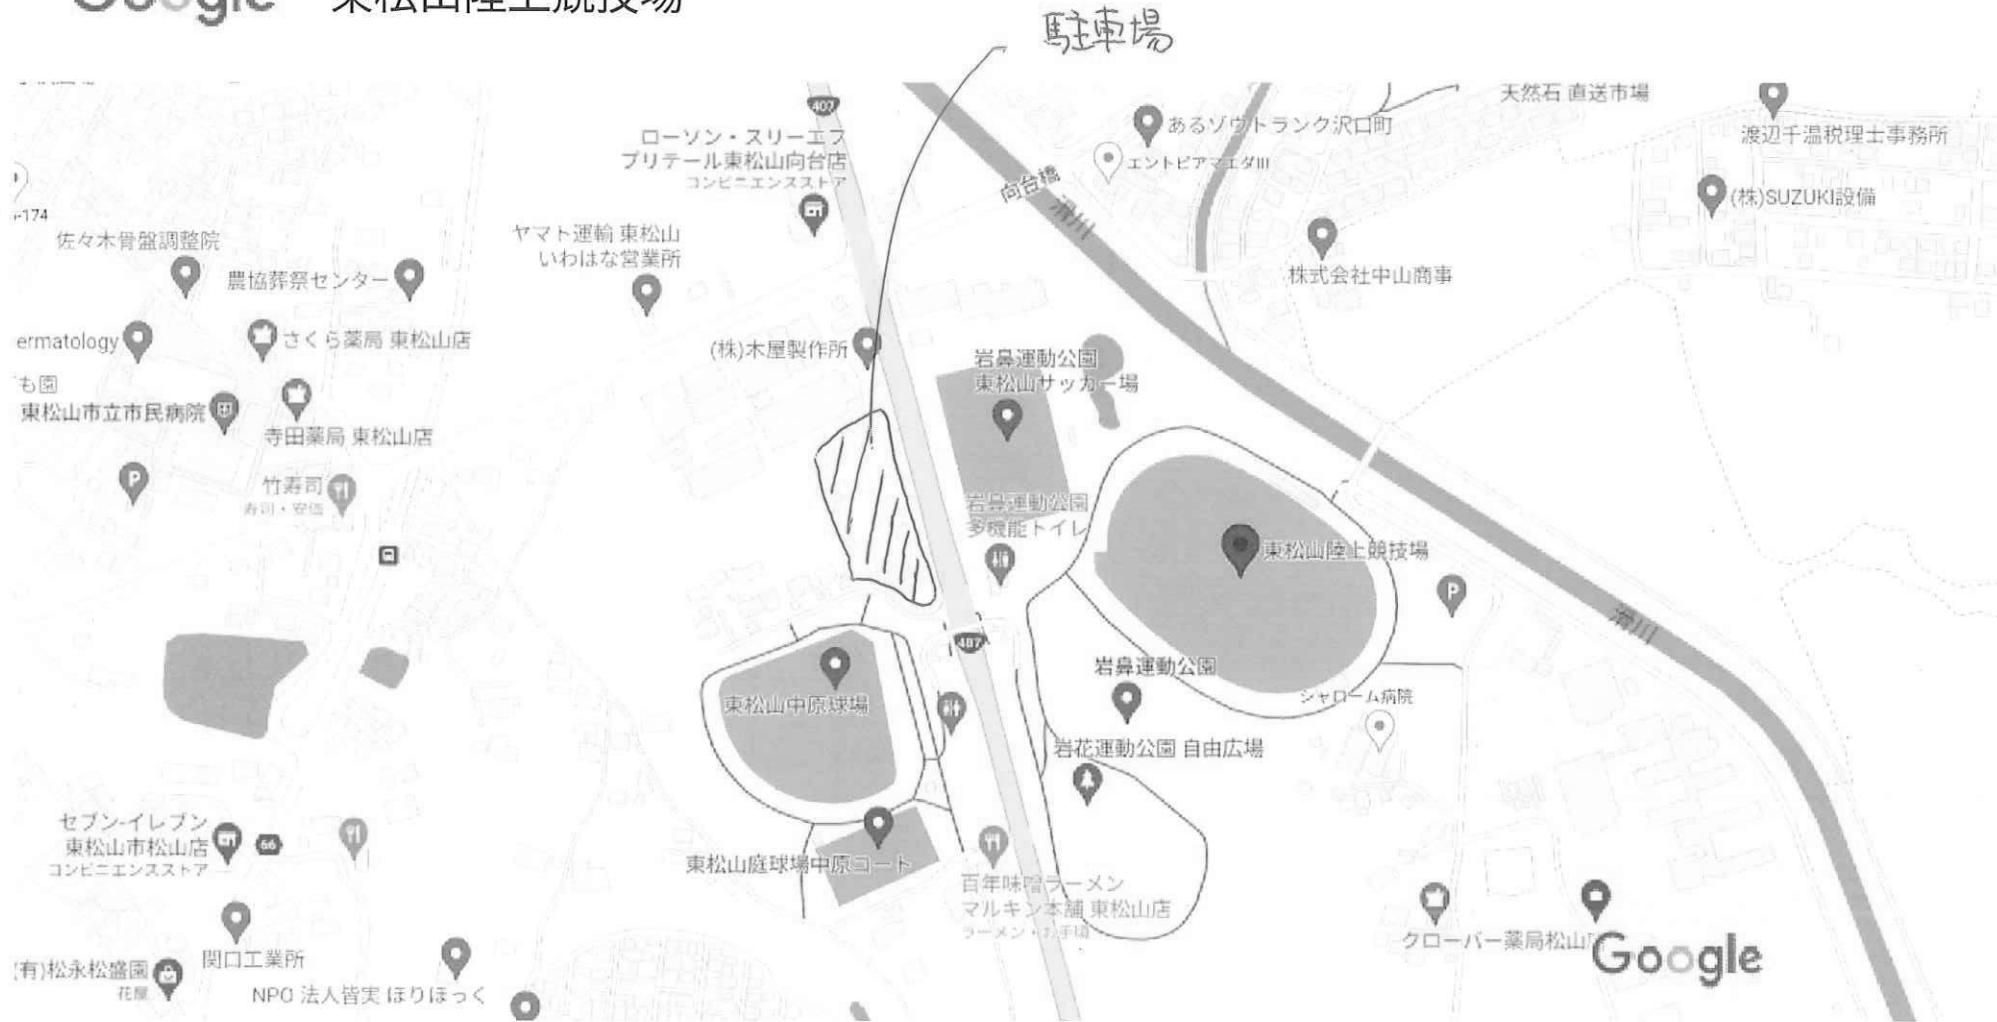 Google 東松山陸上競技場
駐車場
407
ローソン・スリーエフ
プリテール東松山向台店
コンビニエンスストア
あるゾウトランク沢口町
エントピアマエダIII
天然石 直送市場
渡辺千温税理士事務所
(株)SUZUKI設備
向台橋
滑川
-174
佐々木骨盤調整院
農協葬祭センター
ヤマト運輸 東松山
いわはな営業所
株式会社中山商事
ermatology
さくら薬局 東松山店
(株)木屋製作所
岩鼻運動公園
東松山サッカー場
も園
東松山市立市民病院
寺田薬局 東松山店
P
竹寿司
寿司・安価
岩鼻運動公園
多機能トイレ
東松山陸上競技場
P
滑川
407
岩鼻運動公園
シャローム病院
東松山中原球場
岩花運動公園 自由広場
セブン-イレブン
東松山市松山店
コンビニエンスストア
66
東松山庭球場中原コート
百年味噌ラーメン
マルキン本舗 東松山店
ラーメン・お手頃
クローバー薬局松山
Google
関口工業所
(有)松永松盛園
花屋
NPO 法人皆実 ほりほっく